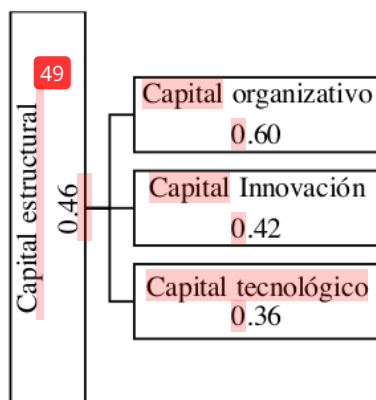 49
Capital estructural
0.46
Capital organizativo
0.60
Capital Innovación
0.42
Capital tecnológico
0.36